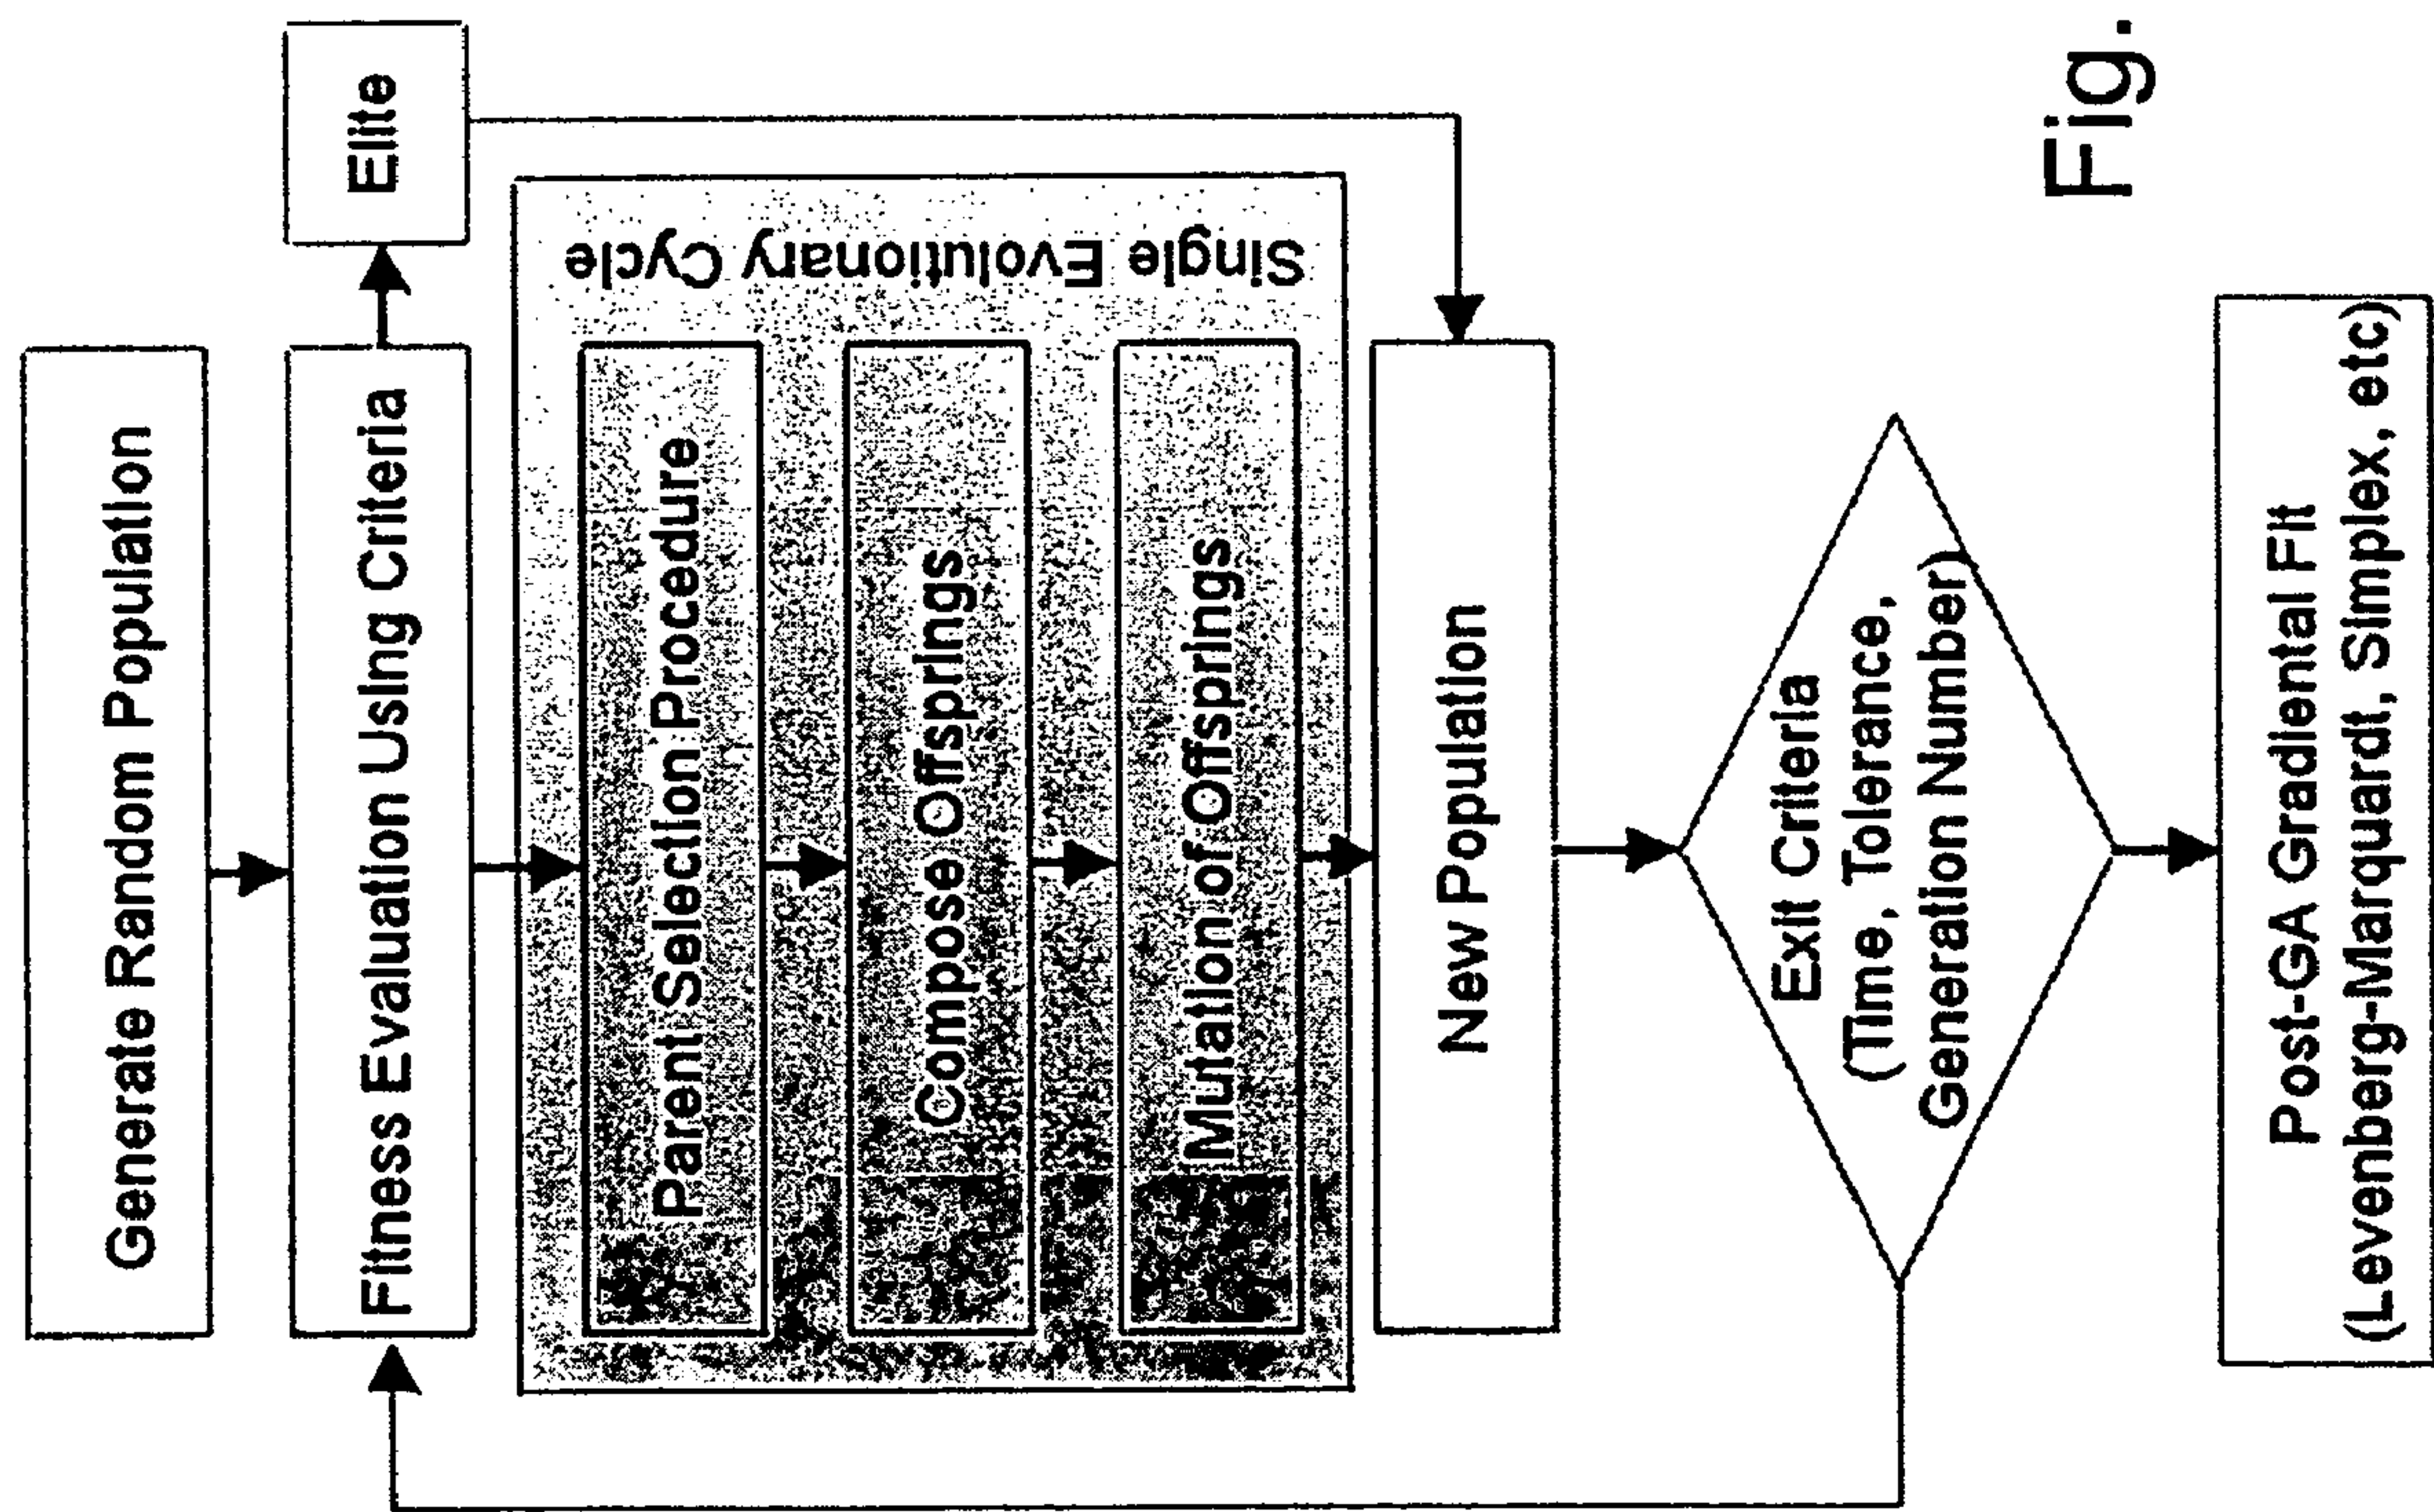 Generate Random Population
Fitness Evaluation Using Criteria
Elite
Single Evolutionary Cycle
Parent Selection Procedure
Compose Offsprings
Mutation of Offsprings
New Population
Exit Criteria
(Time, Tolerance,
Generation Number)
Post-GA Gradiental Fit
(Levenberg-Marquardt, Simplex, etc)
Fig.